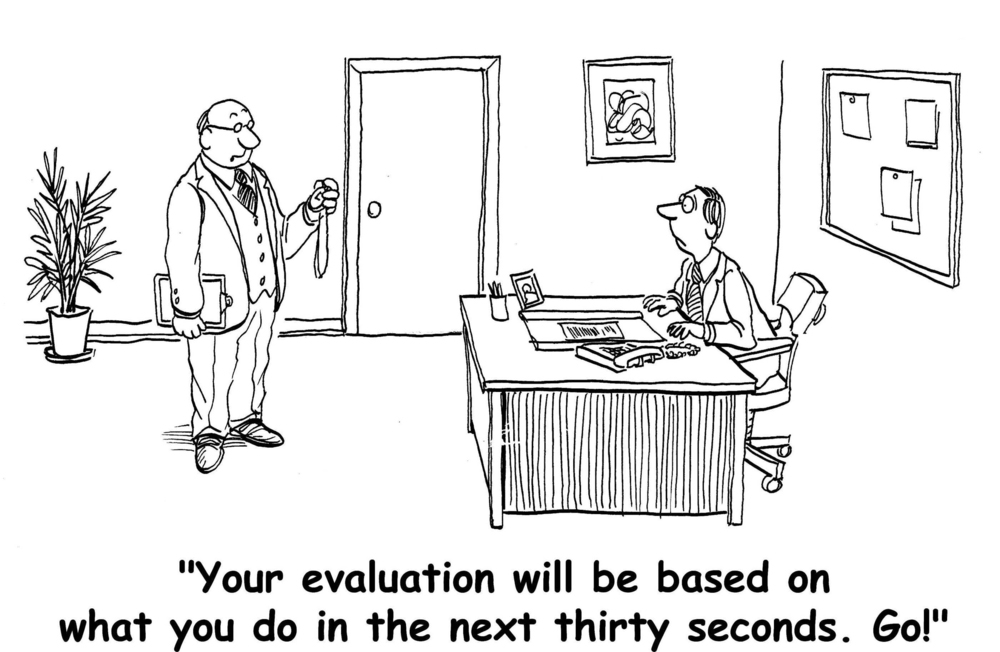 "Your evaluation will be based on
what you do in the next thirty seconds. Go!"